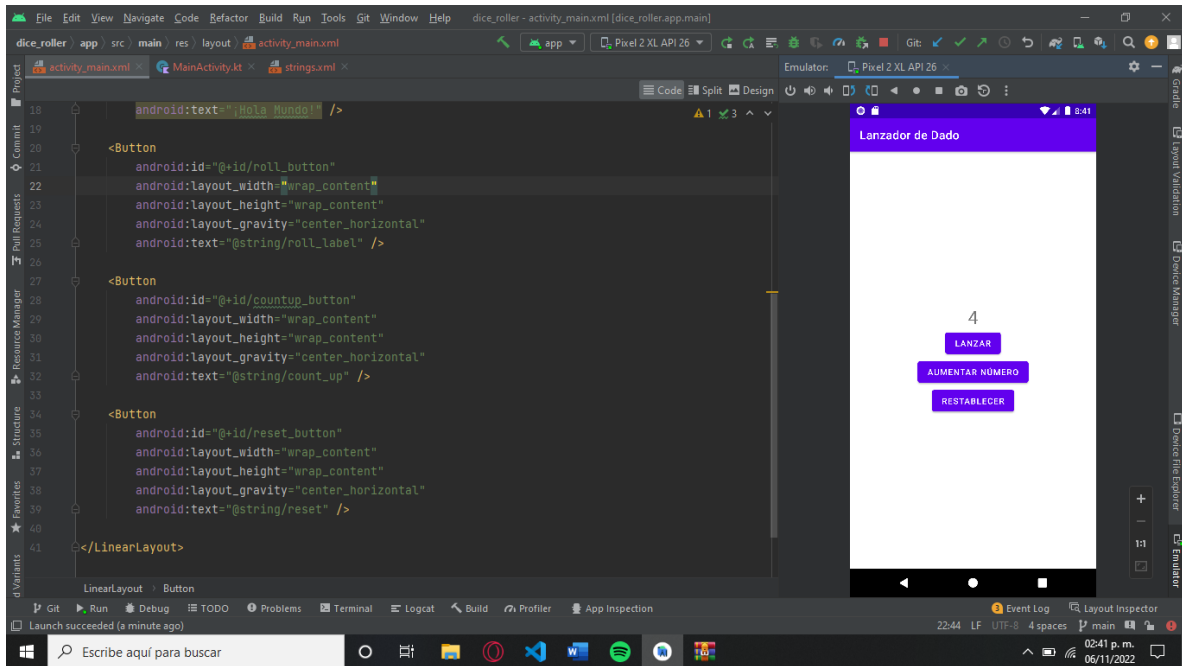 File Edit View Navigate Code Refactor Build Run Tools Git Window Help dice_roller - activity_main.xml [dice_roller.app.main]
dice_roller app src main res layout activity_main.xml
app Pixel 2 XL API 26 Git:
activity_main.xml MainActivity.kt strings.xml
Emulator: Pixel 2 XL API 26
Code Split Design
18 android:text="¡Hola Mundo!" />
1 3
19
20 <Button
21 android:id="@+id/roll_button"
22 android:layout_width="wrap_content"
23 android:layout_height="wrap_content"
24 android:layout_gravity="center_horizontal"
25 android:text="@string/roll_label" />
26
27 <Button
28 android:id="@+id/countup_button"
29 android:layout_width="wrap_content"
30 android:layout_height="wrap_content"
31 android:layout_gravity="center_horizontal"
32 android:text="@string/count_up" />
33
34 <Button
35 android:id="@+id/reset_button"
36 android:layout_width="wrap_content"
37 android:layout_height="wrap_content"
38 android:layout_gravity="center_horizontal"
39 android:text="@string/reset" />
40
41 </LinearLayout>
LinearLayout Button
8:41
Lanzador de Dado
4
LANZAR
AUMENTAR NÚMERO
RESTABLECER
1:1
Project
Commit
Pull Requests
Resource Manager
Structure
Favorites
d Variants
Gradle
Layout Validation
Device Manager
Device File Explorer
Emulator
Git Run Debug TODO Problems Terminal Logcat Build Profiler App Inspection
3 Event Log Layout Inspector
Launch succeeded (a minute ago)
22:44 LF UTF-8 4 spaces main
Escribe aquí para buscar
02:41 p. m.
06/11/2022